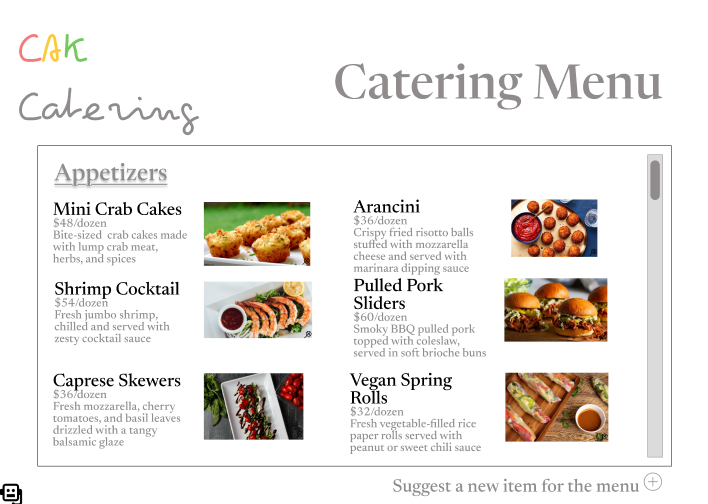 CAK
Catering
Catering Menu
Appetizers
Mini Crab Cakes
$48/dozen
Bite-sized crab cakes made
with lump crab meat,
herbs, and spices
Shrimp Cocktail
$54/dozen
Fresh jumbo shrimp,
chilled and served with
zesty cocktail sauce
Caprese Skewers
$36/dozen
Fresh mozzarella, cherry
tomatoes, and basil leaves
drizzled with a tangy
balsamic glaze
Arancini
$36/dozen
Crispy fried risotto balls
stuffed with mozzarella
cheese and served with
marinara dipping sauce
Pulled Pork
Sliders
$60/dozen
Smoky BBQ pulled pork
topped with coleslaw,
served in soft brioche buns
Vegan Spring
Rolls
$32/dozen
Fresh vegetable-filled rice
paper rolls served with
peanut or sweet chili sauce
Suggest a new item for the menu